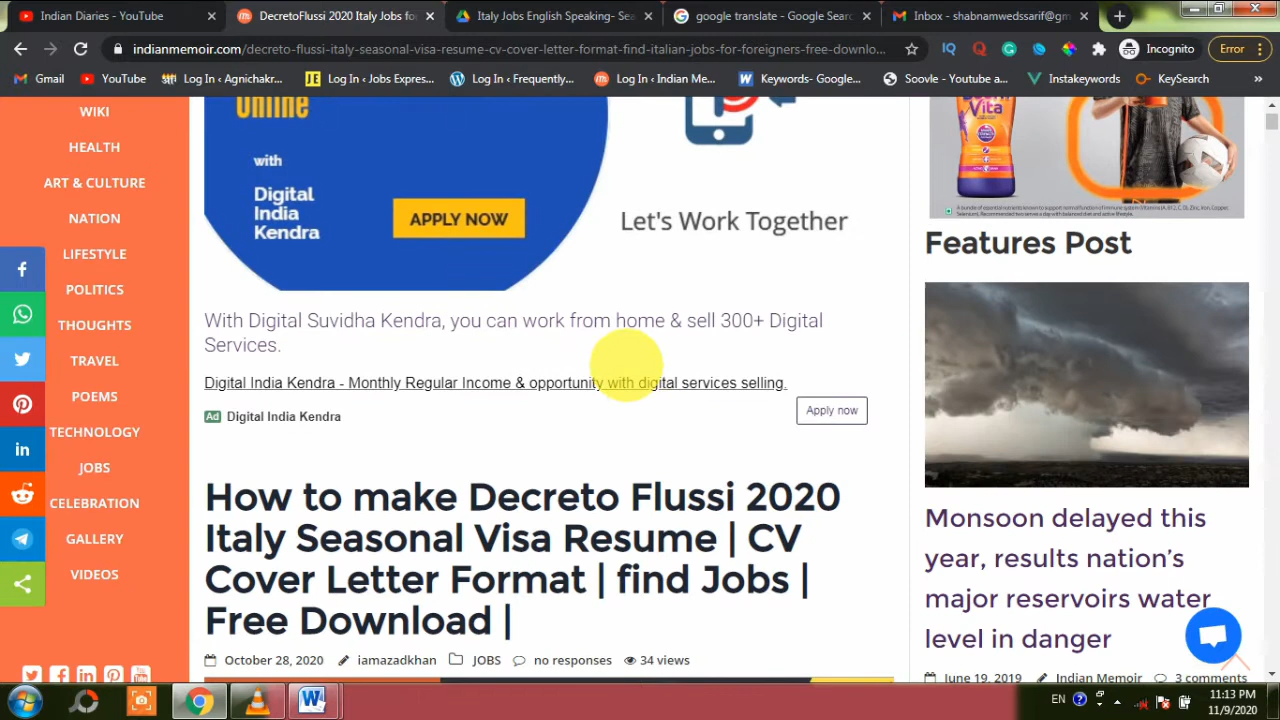 Indian Diaries - YouTube
DecretoFlussi 2020 Italy Jobs for
Italy Jobs English Speaking- Sea
google translate - Google Search
Inbox - shabnamwedssarif@gm
indianmemoir.com/decreto-flussi-italy-seasonal-visa-resume-cv-cover-letter-format-find-italian-jobs-for-foreigners-free-downlo...
Incognito
Error
Gmail
YouTube
Log In ‹ Agnichakr...
Log In ‹ Jobs Expres...
Log In ‹ Frequently...
Log In ‹ Indian Me...
Keywords- Google...
Soovle - Youtube a...
Instakeywords
KeySearch
»
WIKI
HEALTH
ART & CULTURE
NATION
LIFESTYLE
POLITICS
THOUGHTS
TRAVEL
POEMS
TECHNOLOGY
JOBS
CELEBRATION
GALLERY
VIDEOS
Online
with
Digital
India
Kendra
APPLY NOW
Let's Work Together
With Digital Suvidha Kendra, you can work from home & sell 300+ Digital
Services.
Digital India Kendra - Monthly Regular Income & opportunity with digital services selling.
Ad Digital India Kendra
Apply now
How to make Decreto Flussi 2020
Italy Seasonal Visa Resume | CV
Cover Letter Format | find Jobs |
Free Download |
October 28, 2020 iamazadkhan JOBS no responses 34 views
Vita
Features Post
Monsoon delayed this
year, results nation's
major reservoirs water
level in danger
June 19, 2019 Indian Memoir 3 comments
EN
11:13 PM
11/9/2020